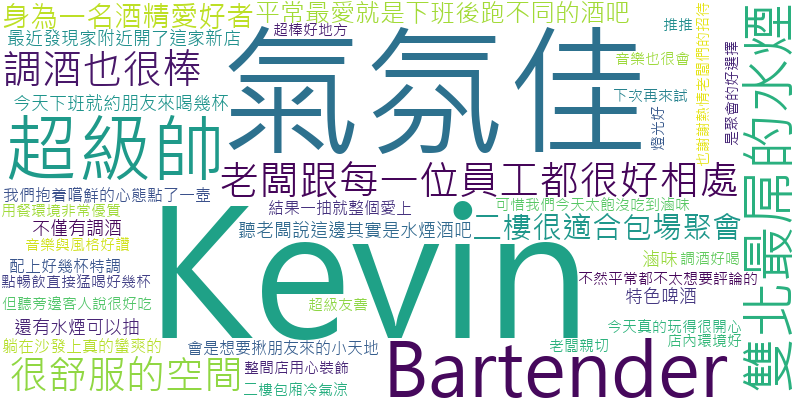 身為一名酒精愛好者
平常最愛就是下班後跑不同的酒吧
最近發現家附近開了這家新店
超棒好地方
推推
調酒也很棒
氣氛佳
音樂也很會
也謝謝熱情老闆們的招待
是聚會的好選擇
雙北最屌的水煙
今天下班就約朋友來喝幾杯
下次再來試
燈光好
超級帥
老闆跟每一位員工都很好相處
我們抱着嚐鮮的心態點了一壺
用餐環境非常優質
結果一抽就整個愛上
可惜我們今天太飽沒吃到滷味
不僅有調酒
聽老闆說這邊其實是水煙酒吧
二樓很適合包場聚會
音樂與風格好讚
Kevin
滷味
調酒好喝
配上好幾杯特調
點暢飲直接猛喝好幾杯
不然平常都不太想要評論的
特色啤酒
但聽旁邊客人說很好吃
超級友善
還有水煙可以抽
今天真的玩得很開心
店內環境好
躺在沙發上真的蠻爽的
會是想要揪朋友來的小天地
老闆親切
很舒服的空間
整間店用心裝飾
Bartender
二樓包廂冷氣涼